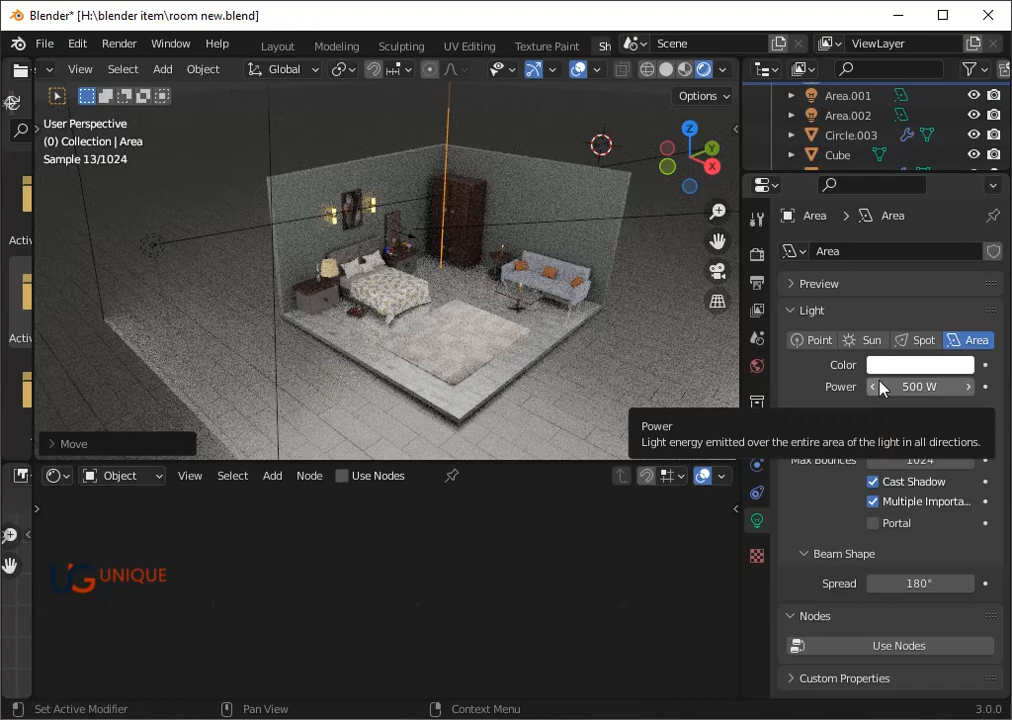 Blender* [H:\blender item\room new.blend]
File Edit Render Window Help Layout Modeling Sculpting UV Editing Texture Paint Sh Scene ViewLayer
View Select Add Object Global
Options
User Perspective
(0) Collection | Area
Sample 13/1024
Z
Y
X
Area.001
Area.002
Circle.003
Cube
Activ
Activ
Area Area
Area
Preview
Light
Point Sun Spot Area
Color
Power 500 W
Power
Light energy emitted over the entire area of the light in all directions.
Max Bounces 1024
Cast Shadow
Multiple Importa...
Portal
Beam Shape
Spread 180°
Nodes
Use Nodes
Custom Properties
Move
Object View Select Add Node Use Nodes
UG UNIQUE
Set Active Modifier Pan View Context Menu 3.0.0